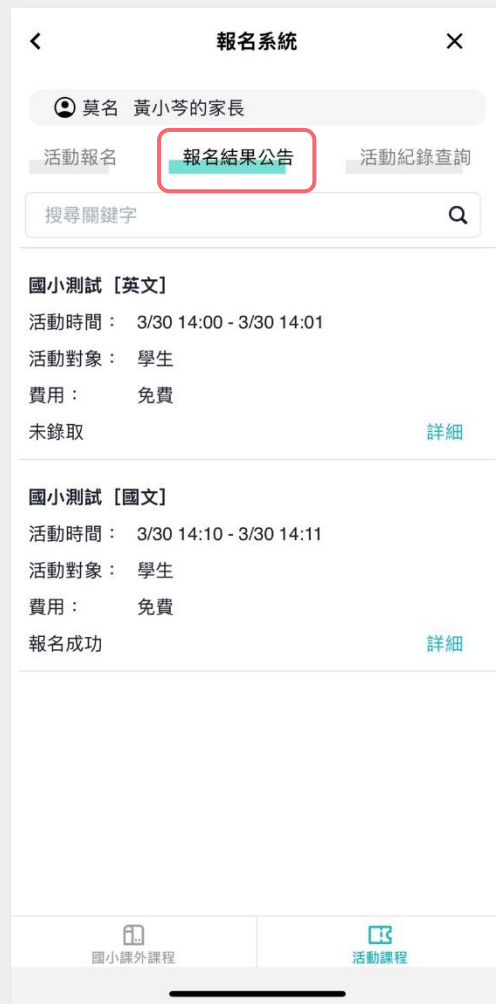 報名系統
莫名 黃小芩的家長
活動報名 報名結果公告 活動紀錄查詢
搜尋關鍵字
國小測試［英文］
活動時間： 3/30 14:00 - 3/30 14:01
活動對象： 學生
費用： 免費
未錄取 詳細
國小測試［國文］
活動時間： 3/30 14:10 - 3/30 14:11
活動對象： 學生
費用： 免費
報名成功 詳細
國小課外課程 活動課程